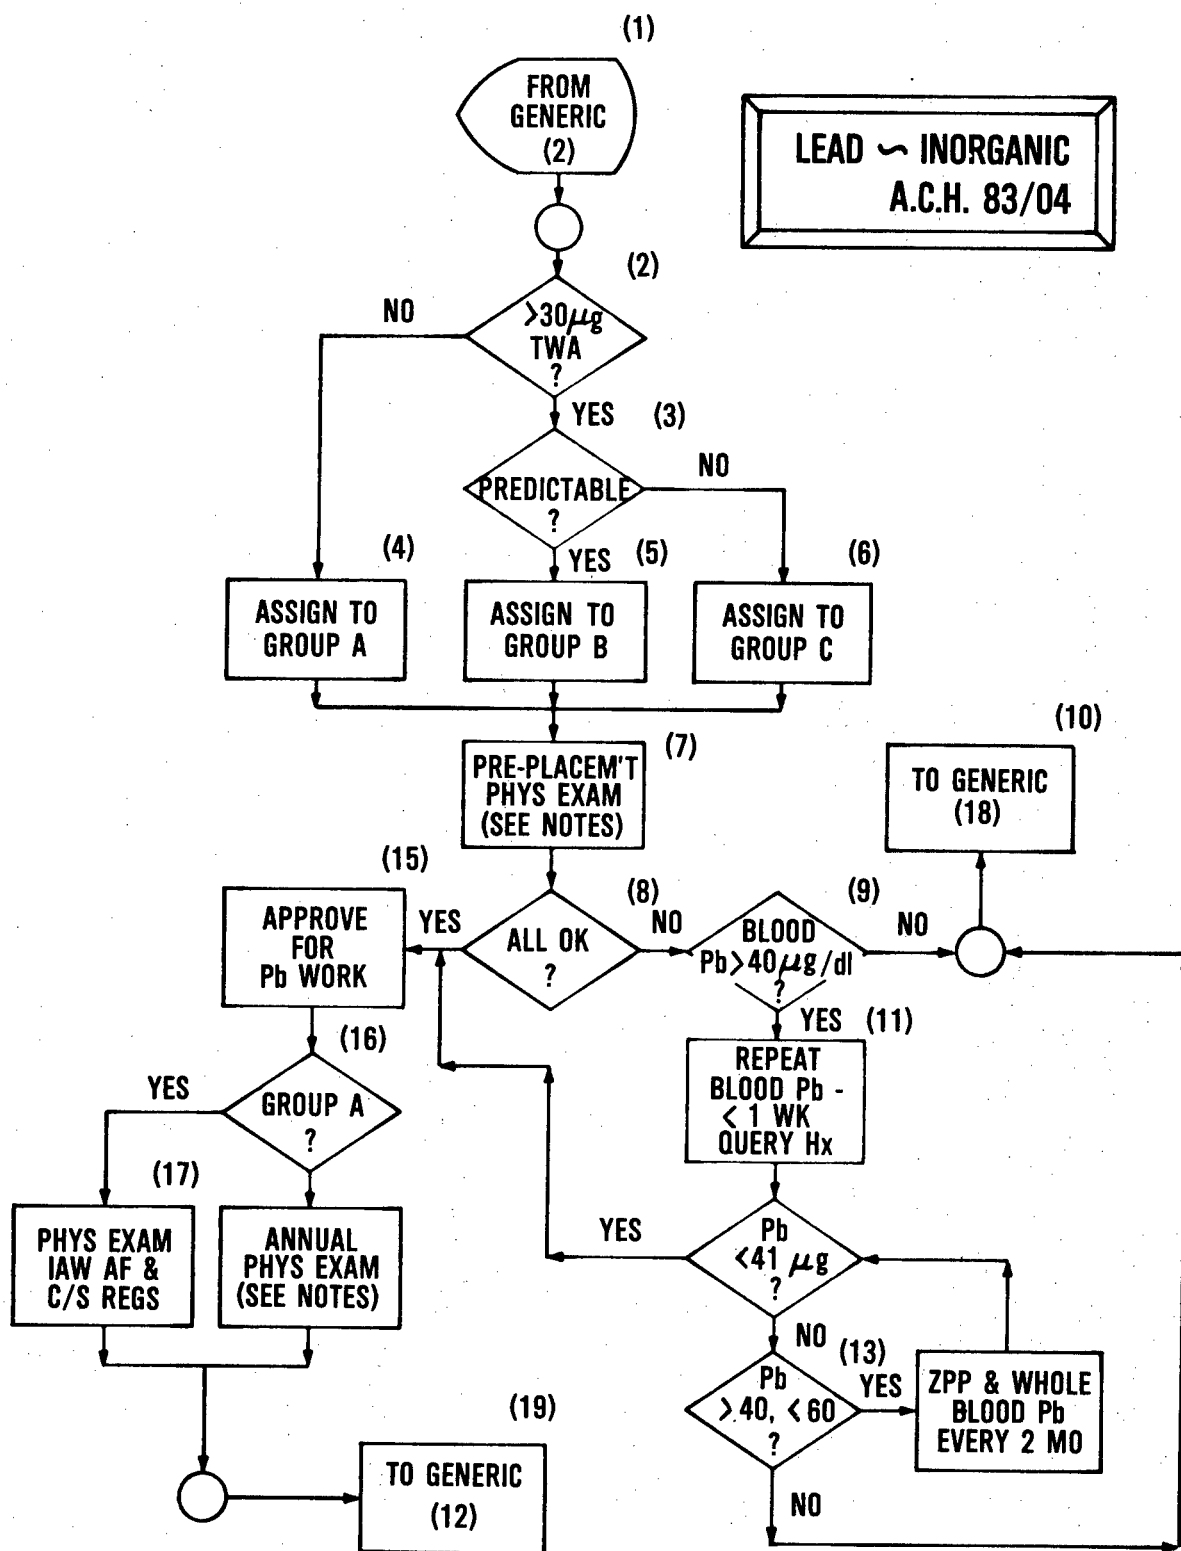 (1)
FROM
GENERIC
(2)
LEAD ~ INORGANIC
A.C.H. 83/04
(2)
>30µg
TWA
?
NO
YES
(3)
PREDICTABLE
?
NO
YES
(4)
ASSIGN TO
GROUP A
(5)
ASSIGN TO
GROUP B
(6)
ASSIGN TO
GROUP C
(7)
PRE-PLACEM'T
PHYS EXAM
(SEE NOTES)
(8)
ALL OK
?
YES
NO
(9)
BLOOD
Pb>40µg/dl
?
NO
YES
(10)
TO GENERIC
(18)
(11)
REPEAT
BLOOD Pb -
< 1 WK
QUERY Hx
Pb
<41 µg
?
YES
NO
(13)
Pb
>40, <60
?
YES
NO
ZPP & WHOLE
BLOOD Pb
EVERY 2 MO
(15)
APPROVE
FOR
Pb WORK
(16)
GROUP A
?
YES
(17)
PHYS EXAM
IAW AF &
C/S REGS
ANNUAL
PHYS EXAM
(SEE NOTES)
(19)
TO GENERIC
(12)